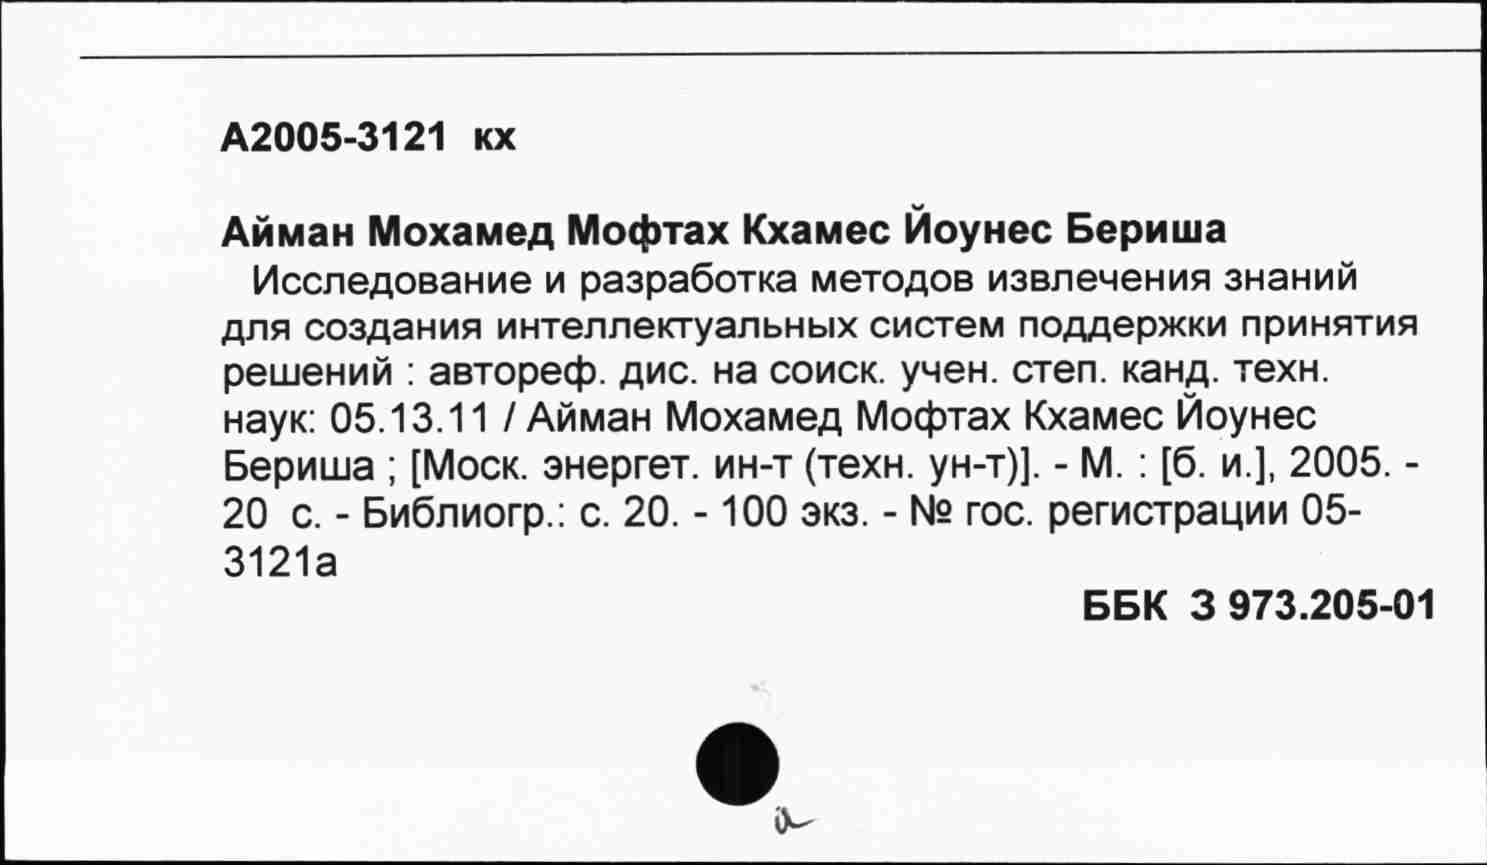 А2005-3121 кх
Айман Мохамед Мофтах Кхамес Йоунес Бериша
Исследование и разработка методов извлечения знаний
для создания интеллектуальных систем поддержки принятия
решений : автореф. дис. на соиск. учен. степ. канд. техн.
наук: 05.13.11 / Айман Мохамед Мофтах Кхамес Йоунес
Бериша ; [Моск. энергет. ин-т (техн. ун-т)]. - М. : [б. и.], 2005. -
20 с. - Библиогр.: с. 20. - 100 экз. - № гос. регистрации 05-
3121а
ББК З 973.205-01
а